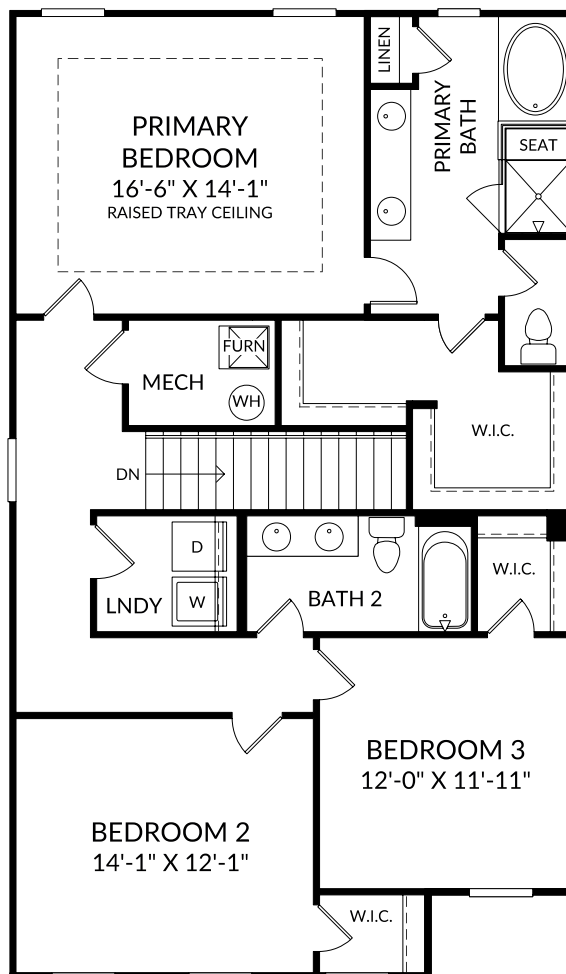 LINEN
PRIMARY
BATH
SEAT
PRIMARY
BEDROOM
16'-6" X 14'-1"
RAISED TRAY CEILING
FURN
MECH
WH
W.I.C.
DN
D
W
LNDY
BATH 2
W.I.C.
BEDROOM 3
12'-0" X 11'-11"
BEDROOM 2
14'-1" X 12'-1"
W.I.C.